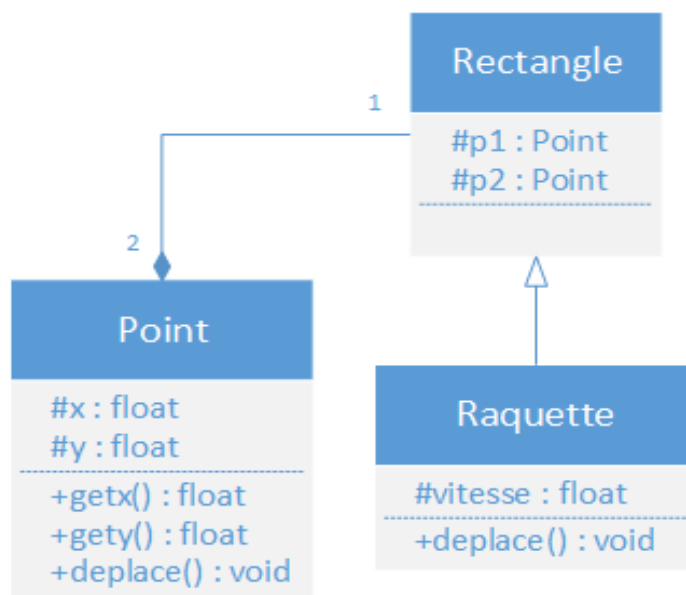 Rectangle
#p1 : Point
#p2 : Point
1
2
Point
#x : float
#y : float
+getx() : float
+gety() : float
+deplace() : void
Raquette
#vitesse : float
+deplace() : void